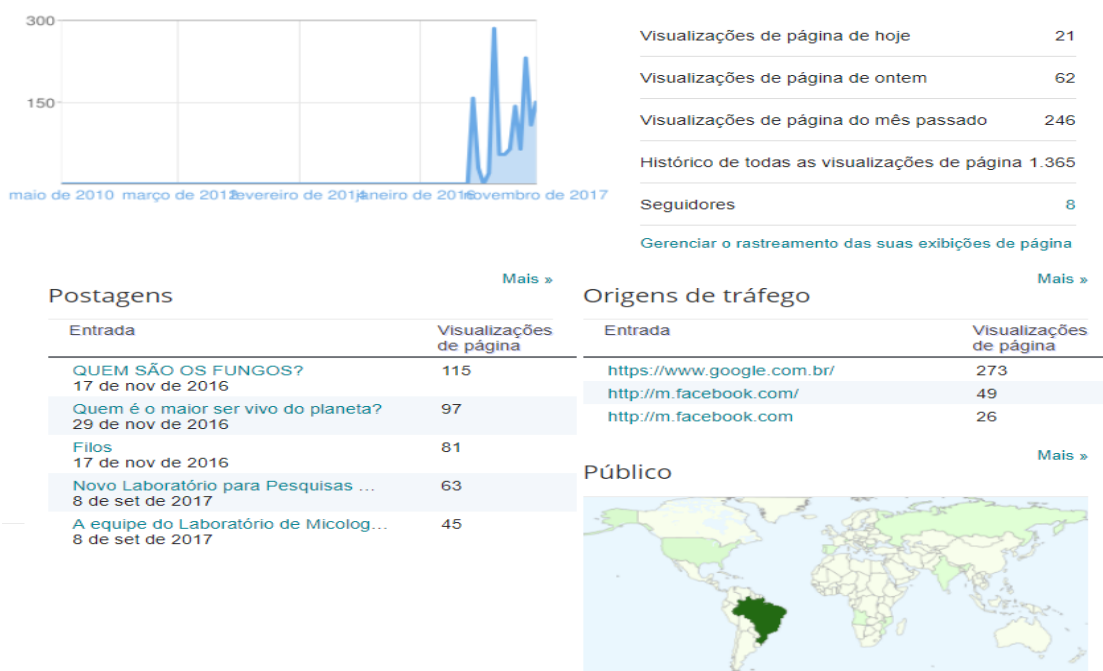 300
150
maio de 2010 março de 2012 fevereiro de 2014 janeiro de 2016 novembro de 2017
Visualizações de página de hoje 21
Visualizações de página de ontem 62
Visualizações de página do mês passado 246
Histórico de todas as visualizações de página 1.365
Seguidores 8
Gerenciar o rastreamento das suas exibições de página
Mais »
Postagens
Entrada Visualizações
de página
QUEM SÃO OS FUNGOS? 115
17 de nov de 2016
Quem é o maior ser vivo do planeta? 97
29 de nov de 2016
Filos 81
17 de nov de 2016
Novo Laboratório para Pesquisas ... 63
8 de set de 2017
A equipe do Laboratório de Micolog... 45
8 de set de 2017
Mais »
Origens de tráfego
Entrada Visualizações
de página
https://www.google.com.br/ 273
http://m.facebook.com/ 49
http://m.facebook.com 26
Mais »
Público